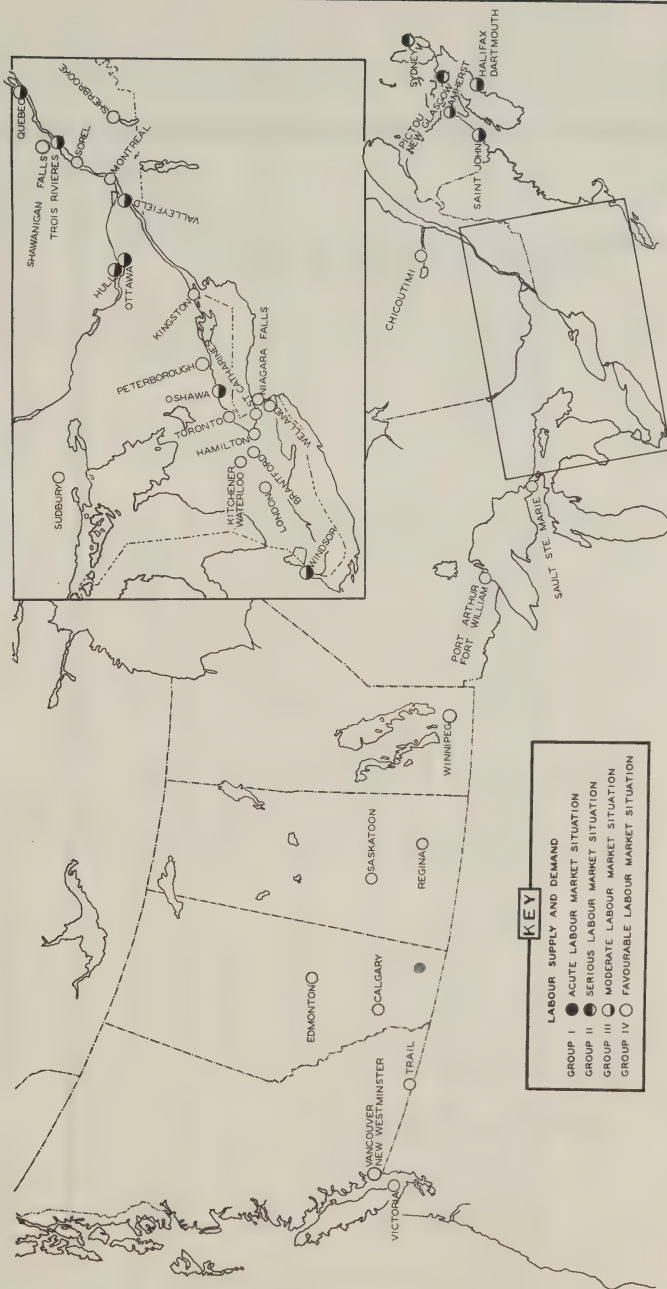 KEY
LABOUR SUPPLY AND DEMAND
GROUP I ACUTE LABOUR MARKET SITUATION
GROUP II SERIOUS LABOUR MARKET SITUATION
GROUP III MODERATE LABOUR MARKET SITUATION
GROUP IV FAVOURABLE LABOUR MARKET SITUATION
VANCOUVER
NEW WESTMINSTER
VICTORIA
TRAIL
EDMONTON
CALGARY
SASKATOON
REGINA
WINNIPEG
PORT ARTHUR
FORT WILLIAM
SAULT STE. MARIE
CHICOUTIMI
SAINT JOHN
PICTOU
NEW GLASGOW
AMHERST
SYDNEY
HALIFAX
DARTMOUTH
SUDBURY
WINDSOR
LONDON
KITCHENER
WATERLOO
BRANTFORD
HAMILTON
TORONTO
WELLAND
NIAGARA FALLS
ST. CATHARINES
OSHAWA
PETERBOROUGH
KINGSTON
HULL
OTTAWA
VALLEYFIELD
MONTREAL
SOREL
SHERBROOKE
TROIS RIVIERES
SHAWANIGAN FALLS
QUEBEC